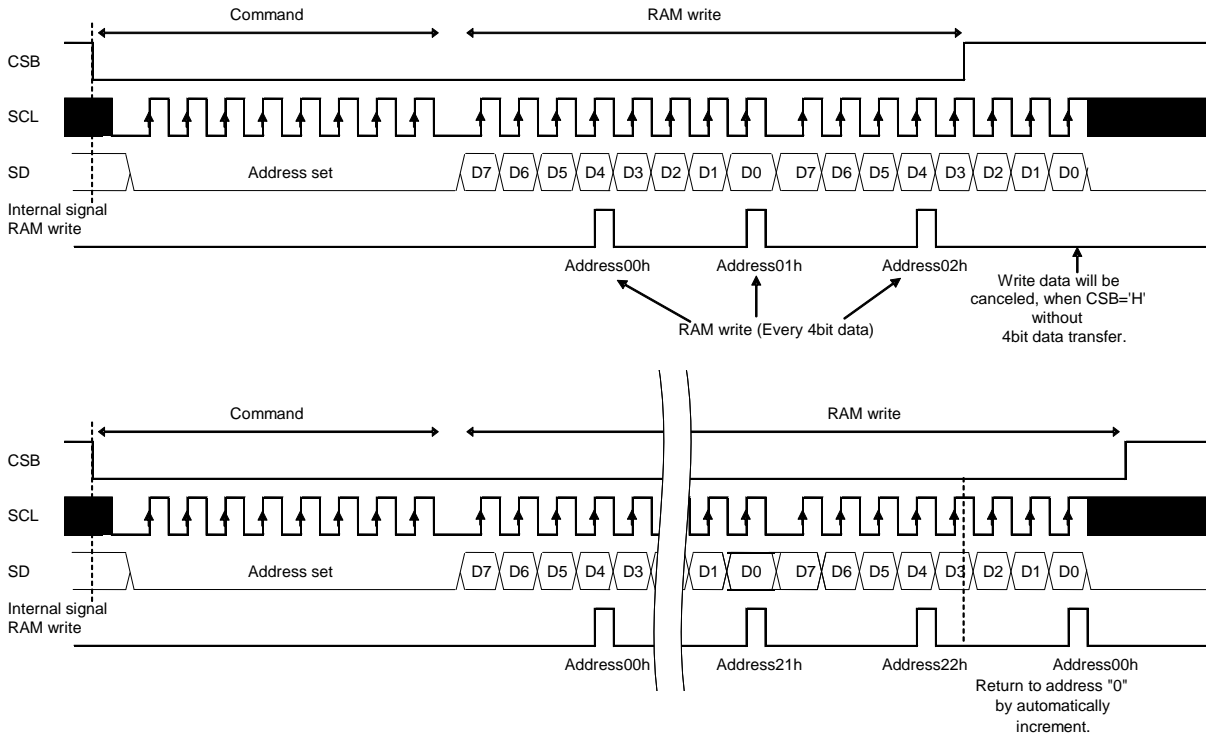 Command RAM write
CSB
SCL
SD Address set D7 D6 D5 D4 D3 D2 D1 D0 D7 D6 D5 D4 D3 D2 D1 D0
Internal signal
RAM write
Address00h Address01h Address02h
Write data will be
canceled, when CSB='H'
without
4bit data transfer.
RAM write (Every 4bit data)
Command RAM write
CSB
SCL
SD Address set D7 D6 D5 D4 D3 D1 D0 D7 D6 D5 D4 D3 D2 D1 D0
Internal signal
RAM write
Address00h Address21h Address22h Address00h
Return to address "0"
by automatically
increment.